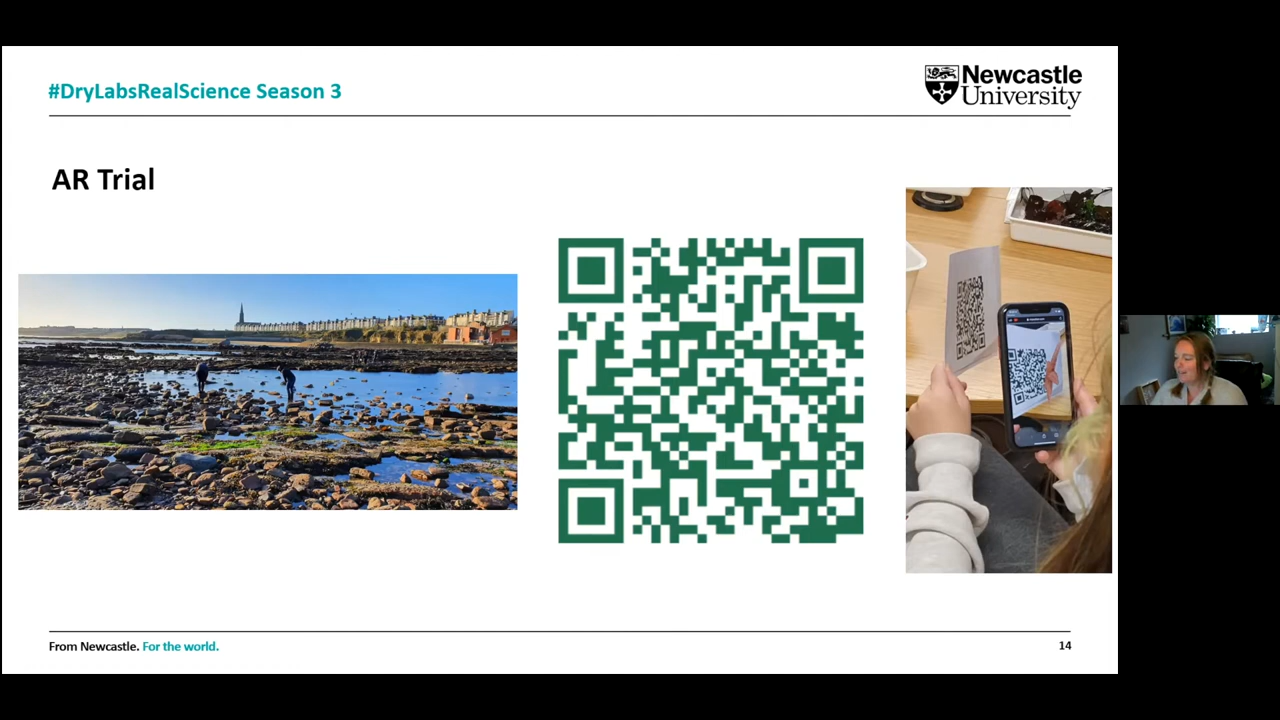 #DryLabsRealScience Season 3
Newcastle
University
AR Trial
From Newcastle. For the world.
14